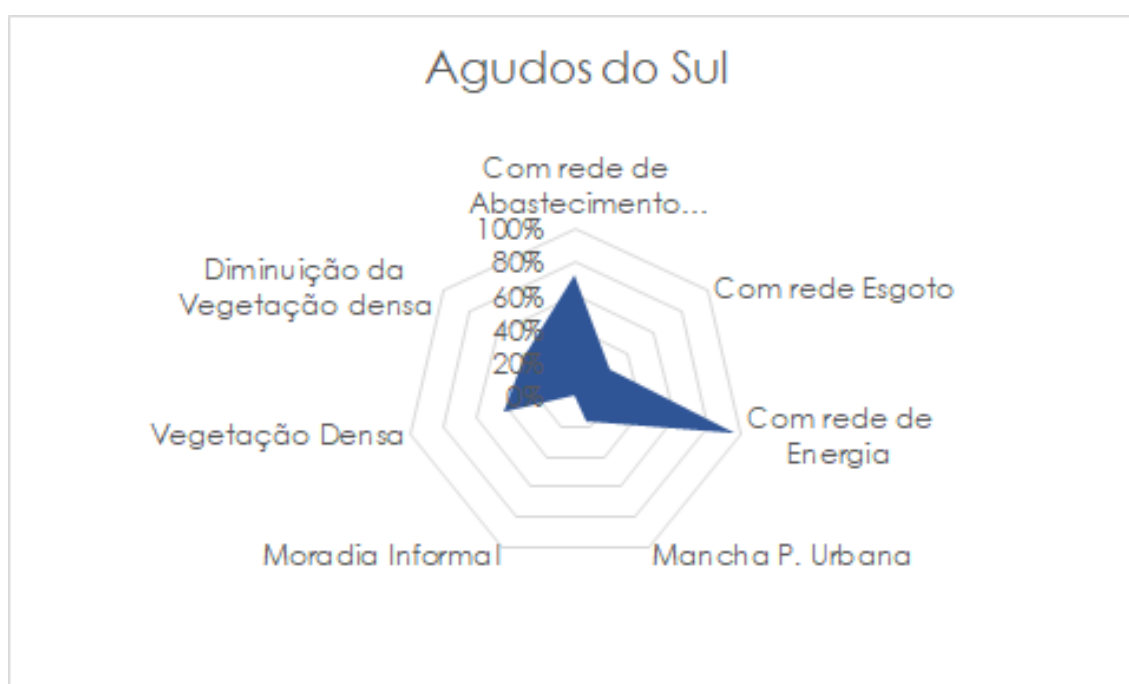 Agudos do Sul
Com rede de
Abastecimento...
100%
80%
60%
40%
20%
0%
Com rede Esgoto
Com rede de
Energia
Mancha P. Urbana
Moradia Informal
Vegetação Densa
Diminuição da
Vegetação densa